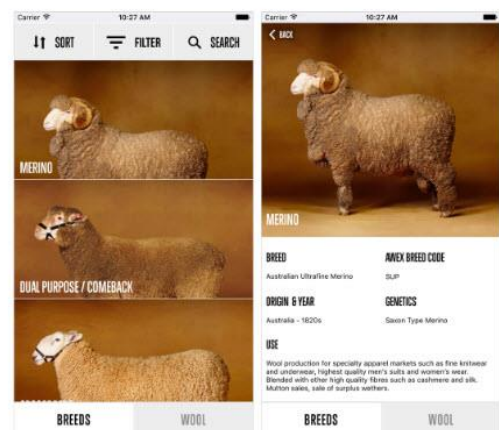 Carrier 10:27 AM
SORT FILTER SEARCH
MERINO
DUAL PURPOSE / COMEBACK
BREEDS WOOL
Carrier 10:27 AM
BACK
MERINO
BREED AWEX BREED CODE
Australian Ultrafine Merino SUP
ORIGIN & YEAR GENETICS
Australia - 1820s Saxon Type Merino
USE
Wool production for specialty apparel markets such as fine knitwear
and underwear, highest quality men's suits and women's wear.
Blended with other high quality fibres such as cashmere and silk.
Mutton sales, sale of surplus wethers.
BREEDS WOOL